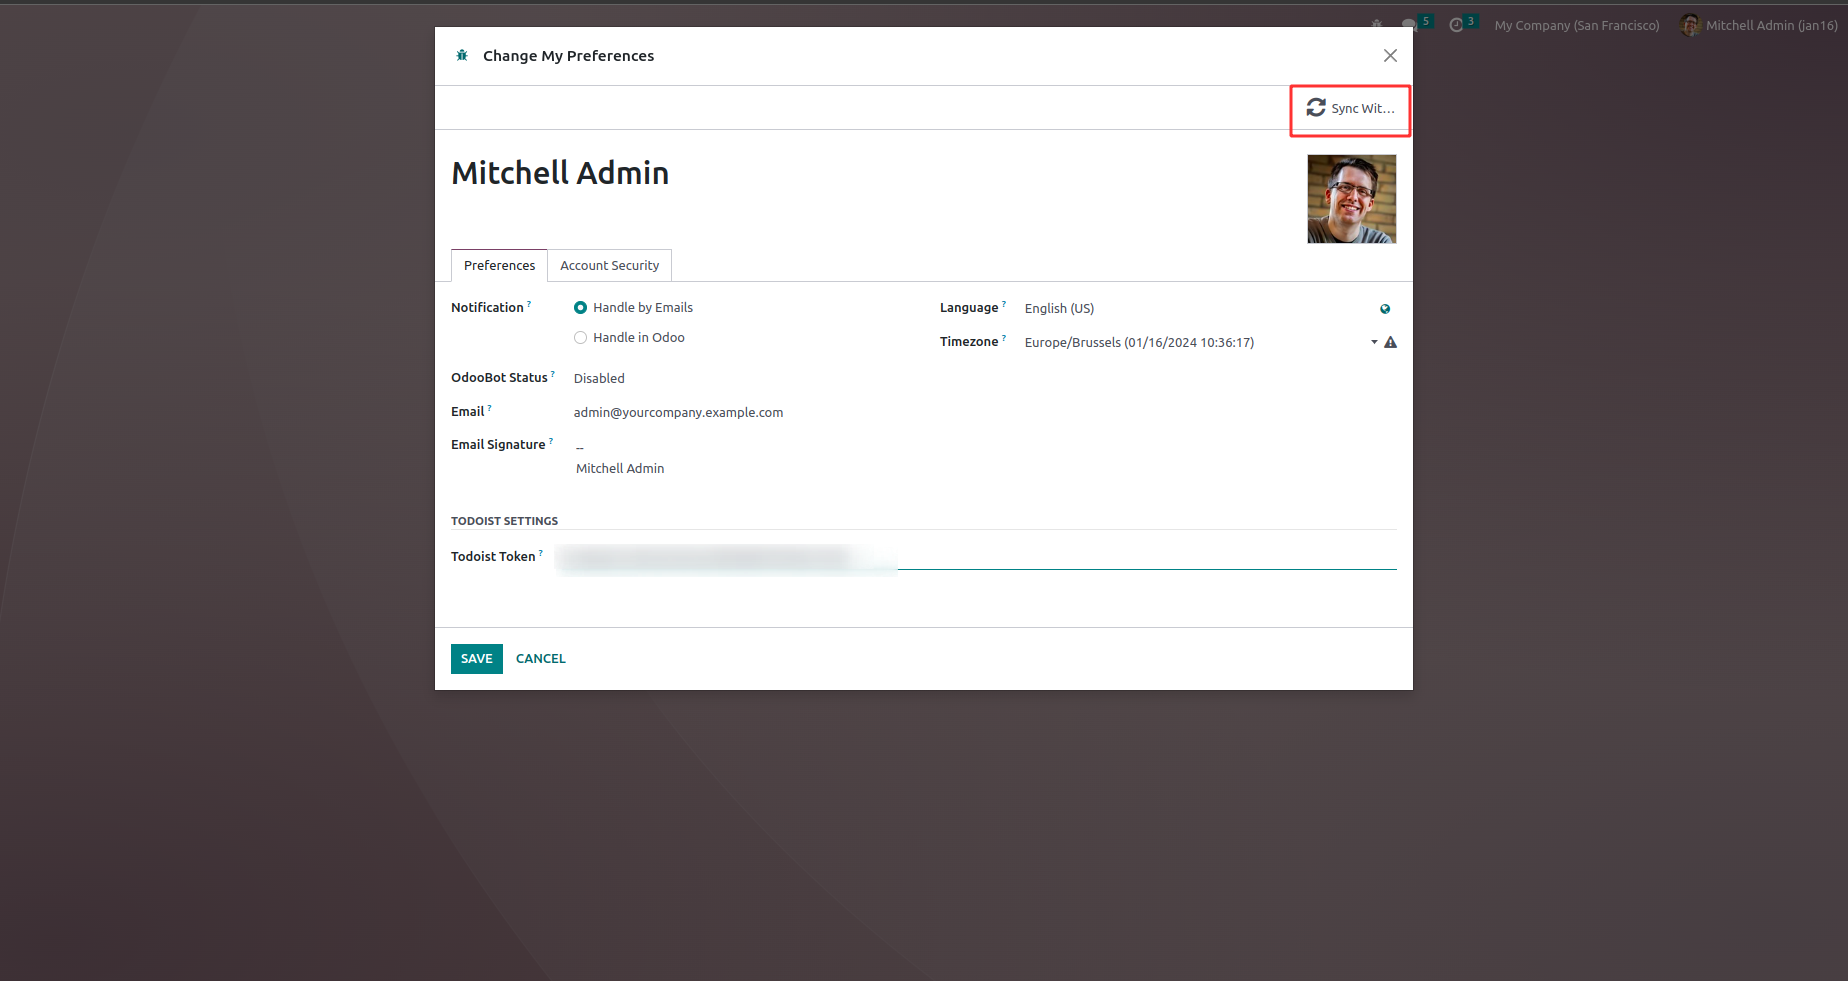 5 3 My Company (San Francisco) Mitchell Admin (jan16)
Change My Preferences
Sync Wit...
Mitchell Admin
Preferences Account Security
Notification ? Handle by Emails
Handle in Odoo
Language ? English (US)
Timezone ? Europe/Brussels (01/16/2024 10:36:17)
OdooBot Status ? Disabled
Email ? admin@yourcompany.example.com
Email Signature ? --
Mitchell Admin
TODOIST SETTINGS
Todoist Token ?
SAVE CANCEL